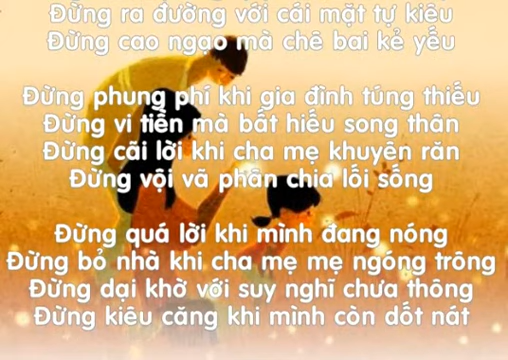 Đừng ra đường với cái mặt tự kiêu
Đừng cao ngạo mà chê bai kẻ yếu
Đừng phung phí khi gia đình túng thiếu
Đừng vi tiền mà bất hiếu song thân
Đừng cãi lời khi cha mẹ khuyên răn
Đừng vội vã phân chia lối sống
Đừng quá lời khi mình đang nóng
Đừng bỏ nhà khi cha mẹ mẹ ngóng trông
Đừng dại khờ với suy nghĩ chưa thông
Đừng kiêu căng khi mình còn dốt nát